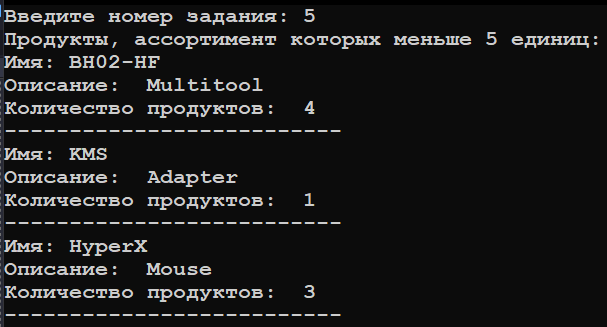 Введите номер задания: 5
Продукты, ассортимент которых меньше 5 единиц:
Имя: BH02-HF
Описание:  Multitool
Количество продуктов:  4
--------------------------
Имя: KMS
Описание:  Adapter
Количество продуктов:  1
--------------------------
Имя: HyperX
Описание:  Mouse
Количество продуктов:  3
--------------------------